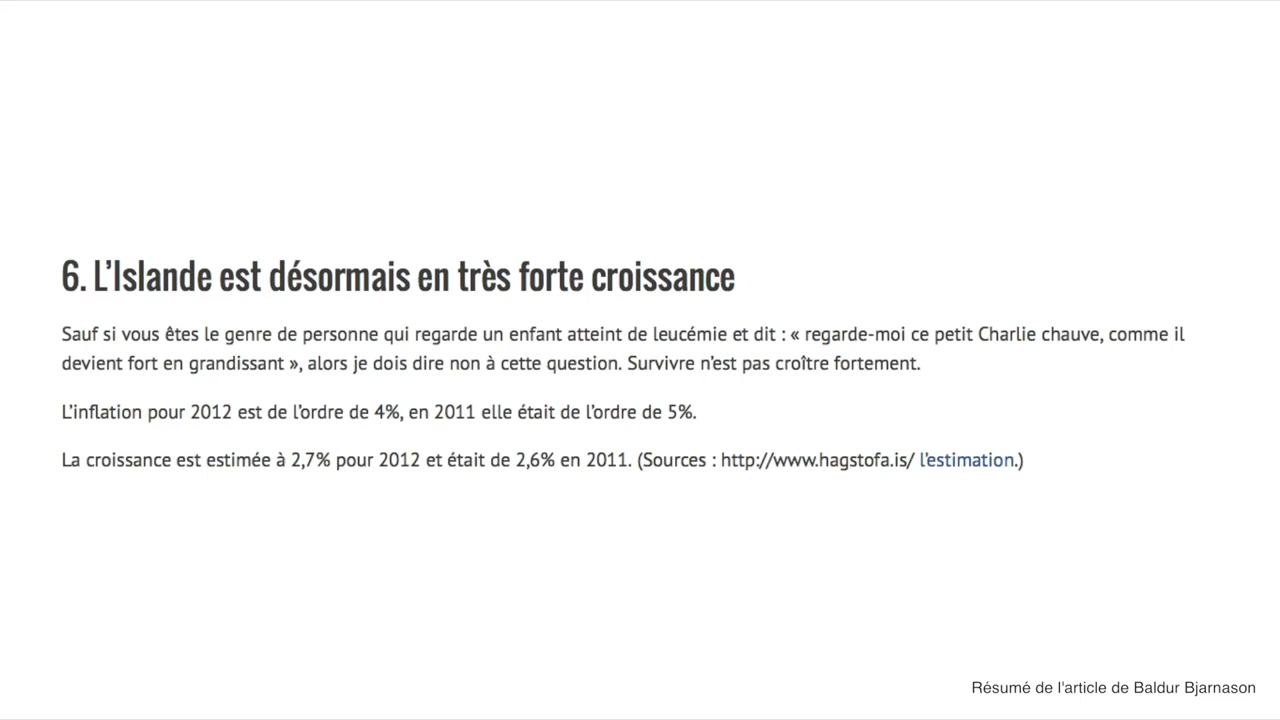 6. L’Islande est désormais en très forte croissance
Sauf si vous êtes le genre de personne qui regarde un enfant atteint de leucémie et dit : « regarde-moi ce petit Charlie chauve, comme il
devient fort en grandissant », alors je dois dire non à cette question. Survivre n’est pas croître fortement.
L’inflation pour 2012 est de l’ordre de 4%, en 2011 elle était de l’ordre de 5%.
La croissance est estimée à 2,7% pour 2012 et était de 2,6% en 2011. (Sources : http://www.hagstofa.is/ l’estimation.)
Résumé de l'article de Baldur Bjarnason